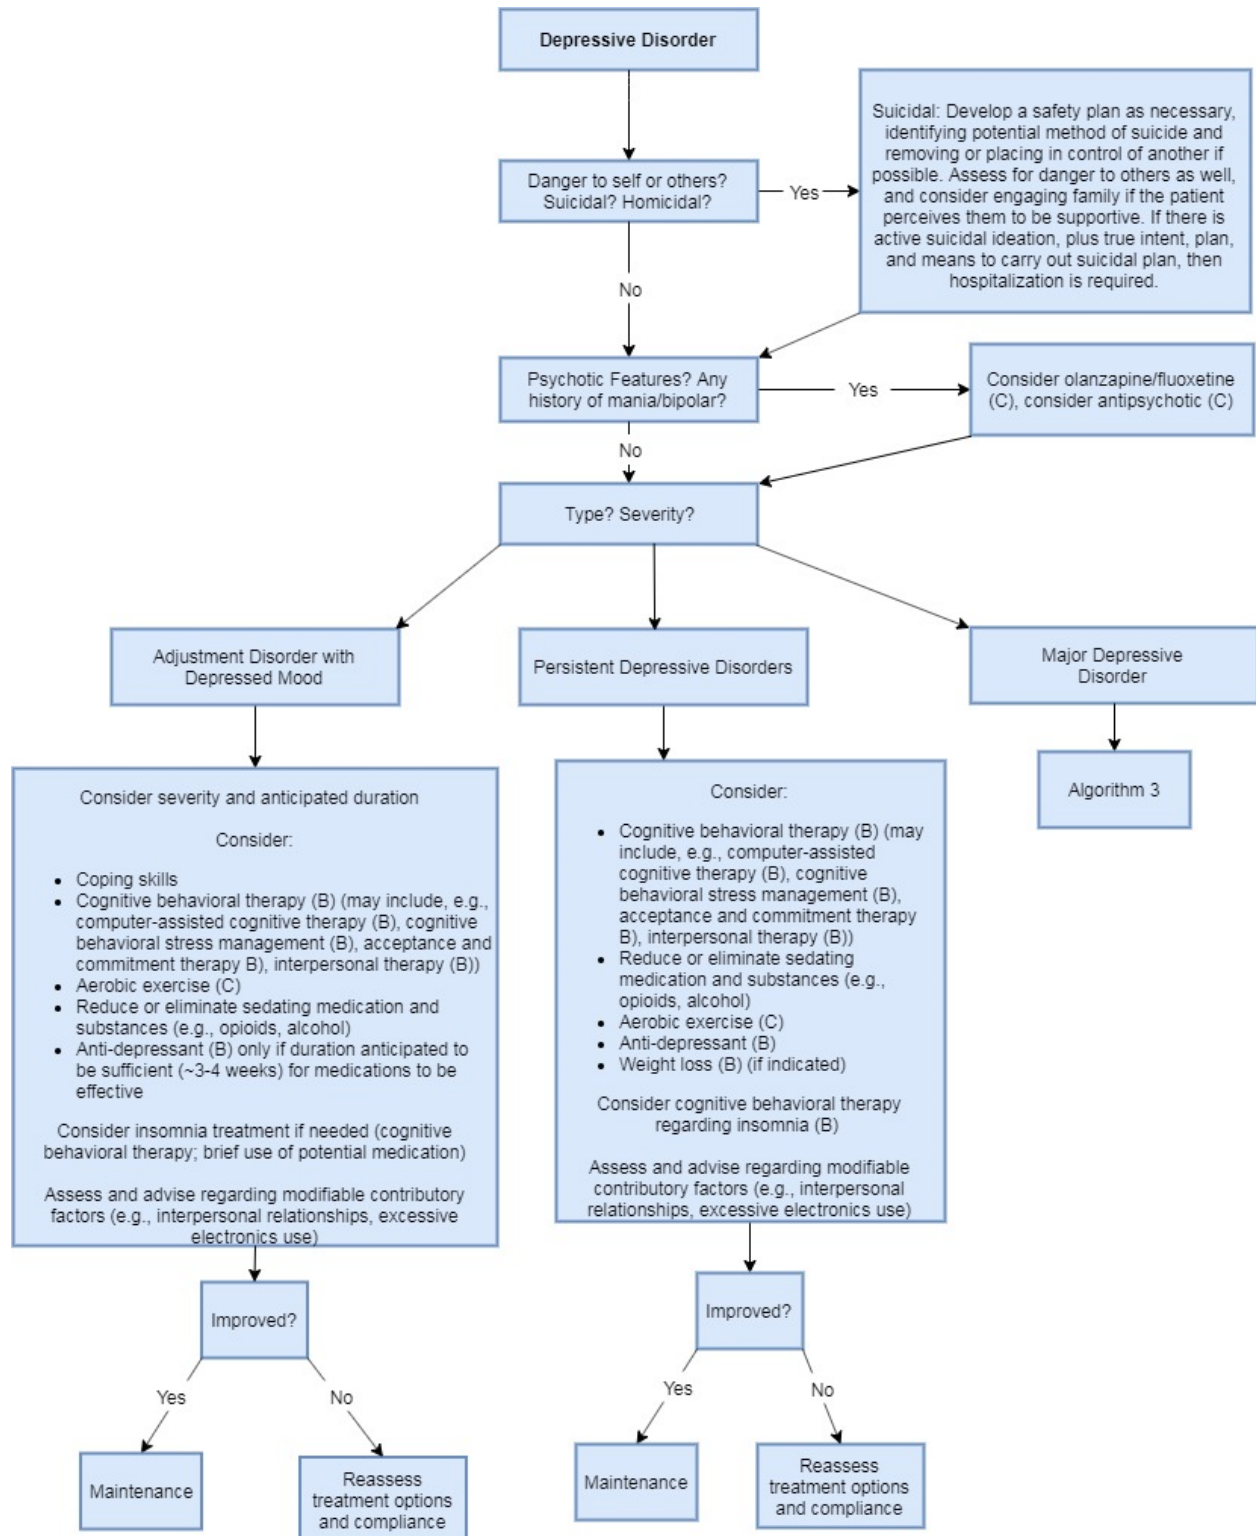 Depressive Disorder
Danger to self or others?
Suicidal? Homicidal?
Yes
Suicidal: Develop a safety plan as necessary,
identifying potential method of suicide and
removing or placing in control of another if
possible. Assess for danger to others as well,
and consider engaging family if the patient
perceives them to be supportive. If there is
active suicidal ideation, plus true intent, plan,
and means to carry out suicidal plan, then
hospitalization is required.
No
Psychotic Features? Any
history of mania/bipolar?
Yes
Consider olanzapine/fluoxetine
(C), consider antipsychotic (C)
No
Type? Severity?
Adjustment Disorder with
Depressed Mood
Persistent Depressive Disorders
Major Depressive
Disorder
Consider severity and anticipated duration
Consider:
• Coping skills
• Cognitive behavioral therapy (B) (may include, e.g.,
computer-assisted cognitive therapy (B), cognitive
behavioral stress management (B), acceptance and
commitment therapy B), interpersonal therapy (B))
• Aerobic exercise (C)
• Reduce or eliminate sedating medication and
substances (e.g., opioids, alcohol)
• Anti-depressant (B) only if duration anticipated to
be sufficient (~3-4 weeks) for medications to be
effective
Consider insomnia treatment if needed (cognitive
behavioral therapy; brief use of potential medication)
Assess and advise regarding modifiable contributory
factors (e.g., interpersonal relationships, excessive
electronics use)
Consider:
• Cognitive behavioral therapy (B) (may
include, e.g., computer-assisted
cognitive therapy (B), cognitive
behavioral stress management (B),
acceptance and commitment therapy
B), interpersonal therapy (B))
• Reduce or eliminate sedating
medication and substances (e.g.,
opioids, alcohol)
• Aerobic exercise (C)
• Anti-depressant (B)
• Weight loss (B) (if indicated)
Consider cognitive behavioral therapy
regarding insomnia (B)
Assess and advise regarding modifiable
contributory factors (e.g., interpersonal
relationships, excessive electronics use)
Algorithm 3
Improved?
Yes
No
Maintenance
Reassess
treatment options
and compliance
Improved?
Yes
No
Maintenance
Reassess
treatment options
and compliance